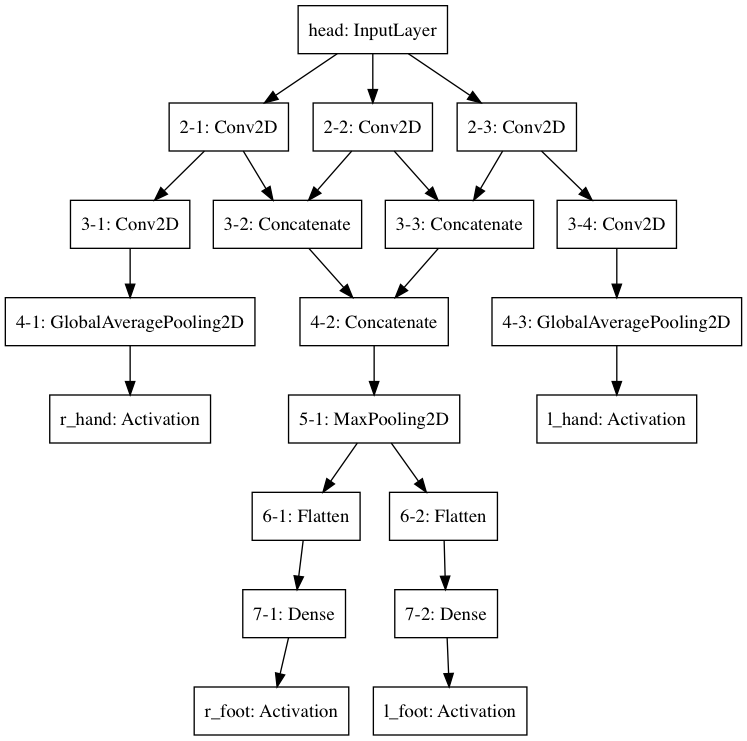 head: InputLayer
2-1: Conv2D
2-2: Conv2D
2-3: Conv2D
3-1: Conv2D
3-2: Concatenate
3-3: Concatenate
3-4: Conv2D
4-1: GlobalAveragePooling2D
4-2: Concatenate
4-3: GlobalAveragePooling2D
r_hand: Activation
5-1: MaxPooling2D
l_hand: Activation
6-1: Flatten
6-2: Flatten
7-1: Dense
7-2: Dense
r_foot: Activation
l_foot: Activation